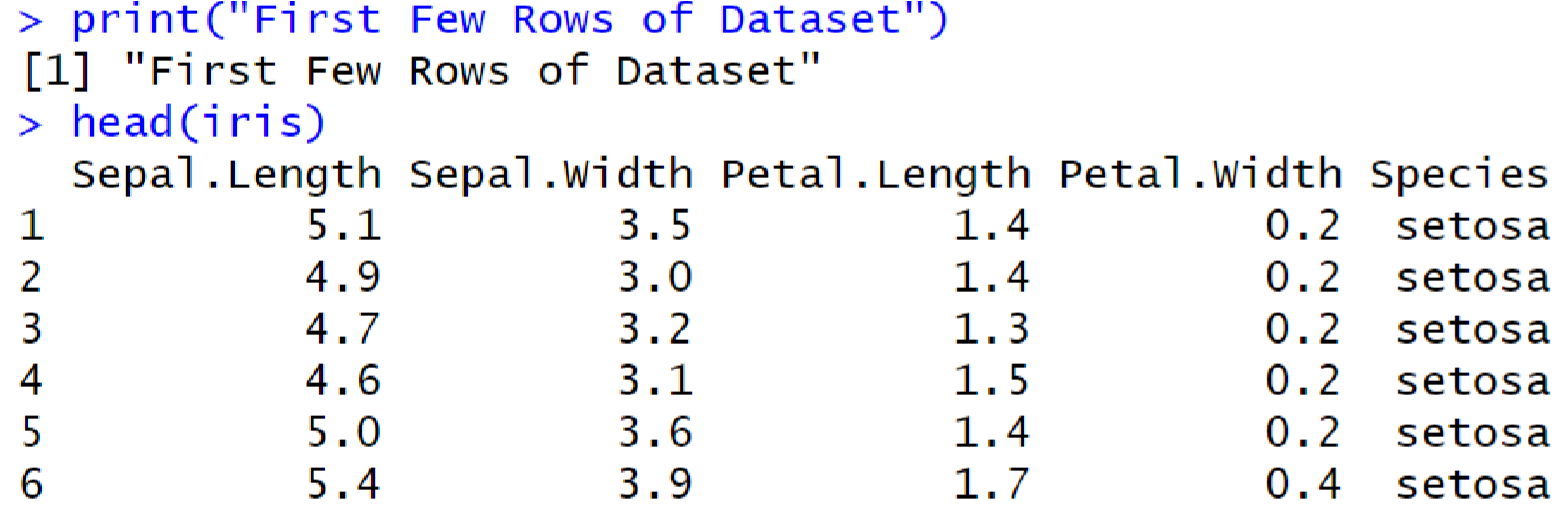 > print("First Few Rows of Dataset")
[1] "First Few Rows of Dataset"
> head(iris)
  Sepal.Length Sepal.Width Petal.Length Petal.Width Species
1          5.1         3.5          1.4         0.2  setosa
2          4.9         3.0          1.4         0.2  setosa
3          4.7         3.2          1.3         0.2  setosa
4          4.6         3.1          1.5         0.2  setosa
5          5.0         3.6          1.4         0.2  setosa
6          5.4         3.9          1.7         0.4  setosa